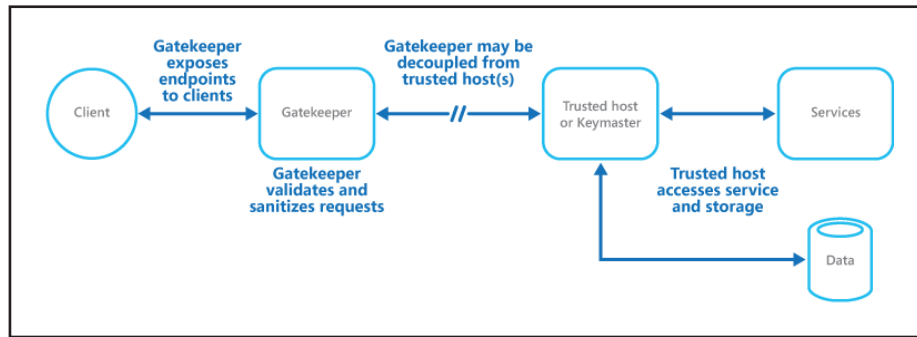 Gatekeeper
exposes
endpoints
to clients
Gatekeeper may be
decoupled from
trusted host(s)
Client
Gatekeeper
Trusted host
or Keymaster
Services
Gatekeeper
validates and
sanitizes requests
Trusted host
accesses service
and storage
Data